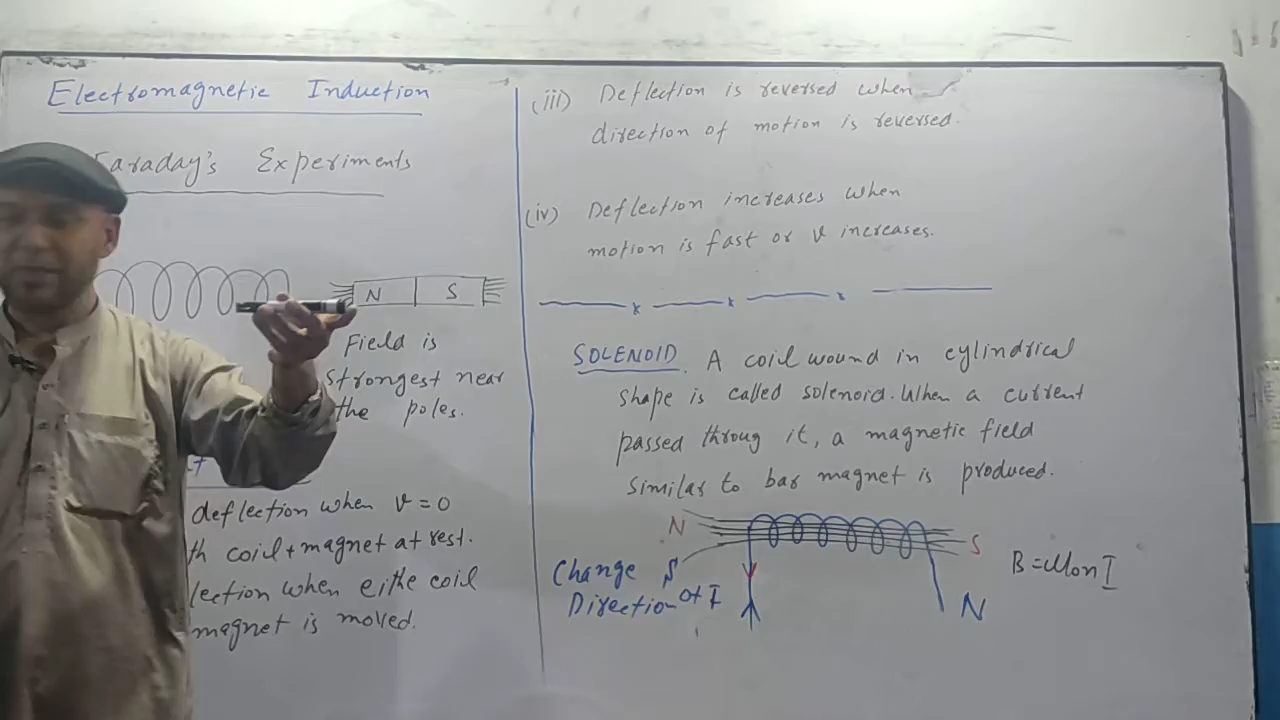 Electromagnetic Induction
Faraday's Experiments
N S
Field is
strongest near
the poles.
deflection when v = 0
th coil + magnet at rest.
lection when eithe coil
magnet is moved.
(iii) Deflection is reversed when
direction of motion is reversed.
(iv) Deflection increases when
motion is fast or v increases.
SOLENOID. A coil wound in cylindrical
shape is called solenoid. When a current
passed throug it, a magnetic field
similar to bar magnet is produced.
N
S
Change S
Direction of I
N
B = μ₀nI